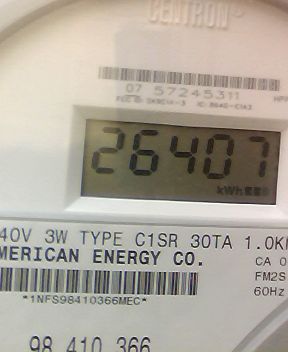 CENTRON®
07 57245311
26407
kWh
40V 3W TYPE C1SR 30TA 1.0K
MERICAN ENERGY CO.
CA 0
FM2S
*1NFS98410366MEC*
60Hz
98 410 366